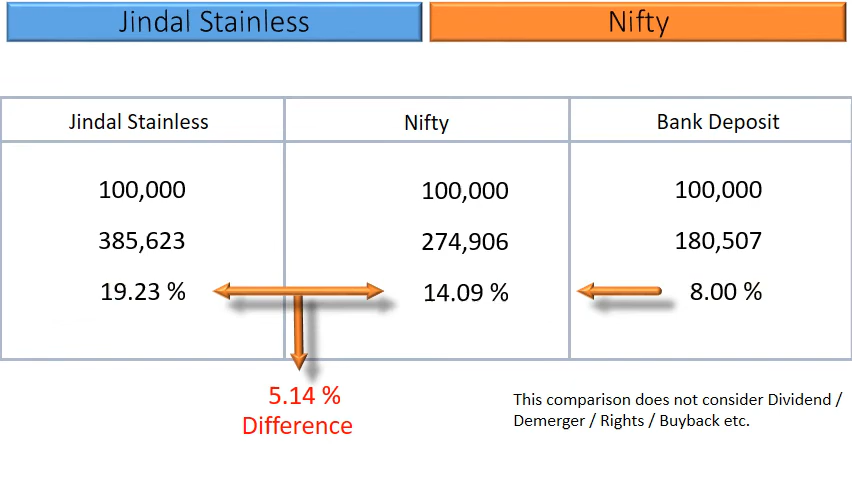 Jindal Stainless
Nifty
Jindal Stainless
Nifty
Bank Deposit
100,000
100,000
100,000
385,623
274,906
180,507
19.23 %
14.09 %
8.00 %
5.14 %
Difference
This comparison does not consider Dividend /
Demerger / Rights / Buyback etc.